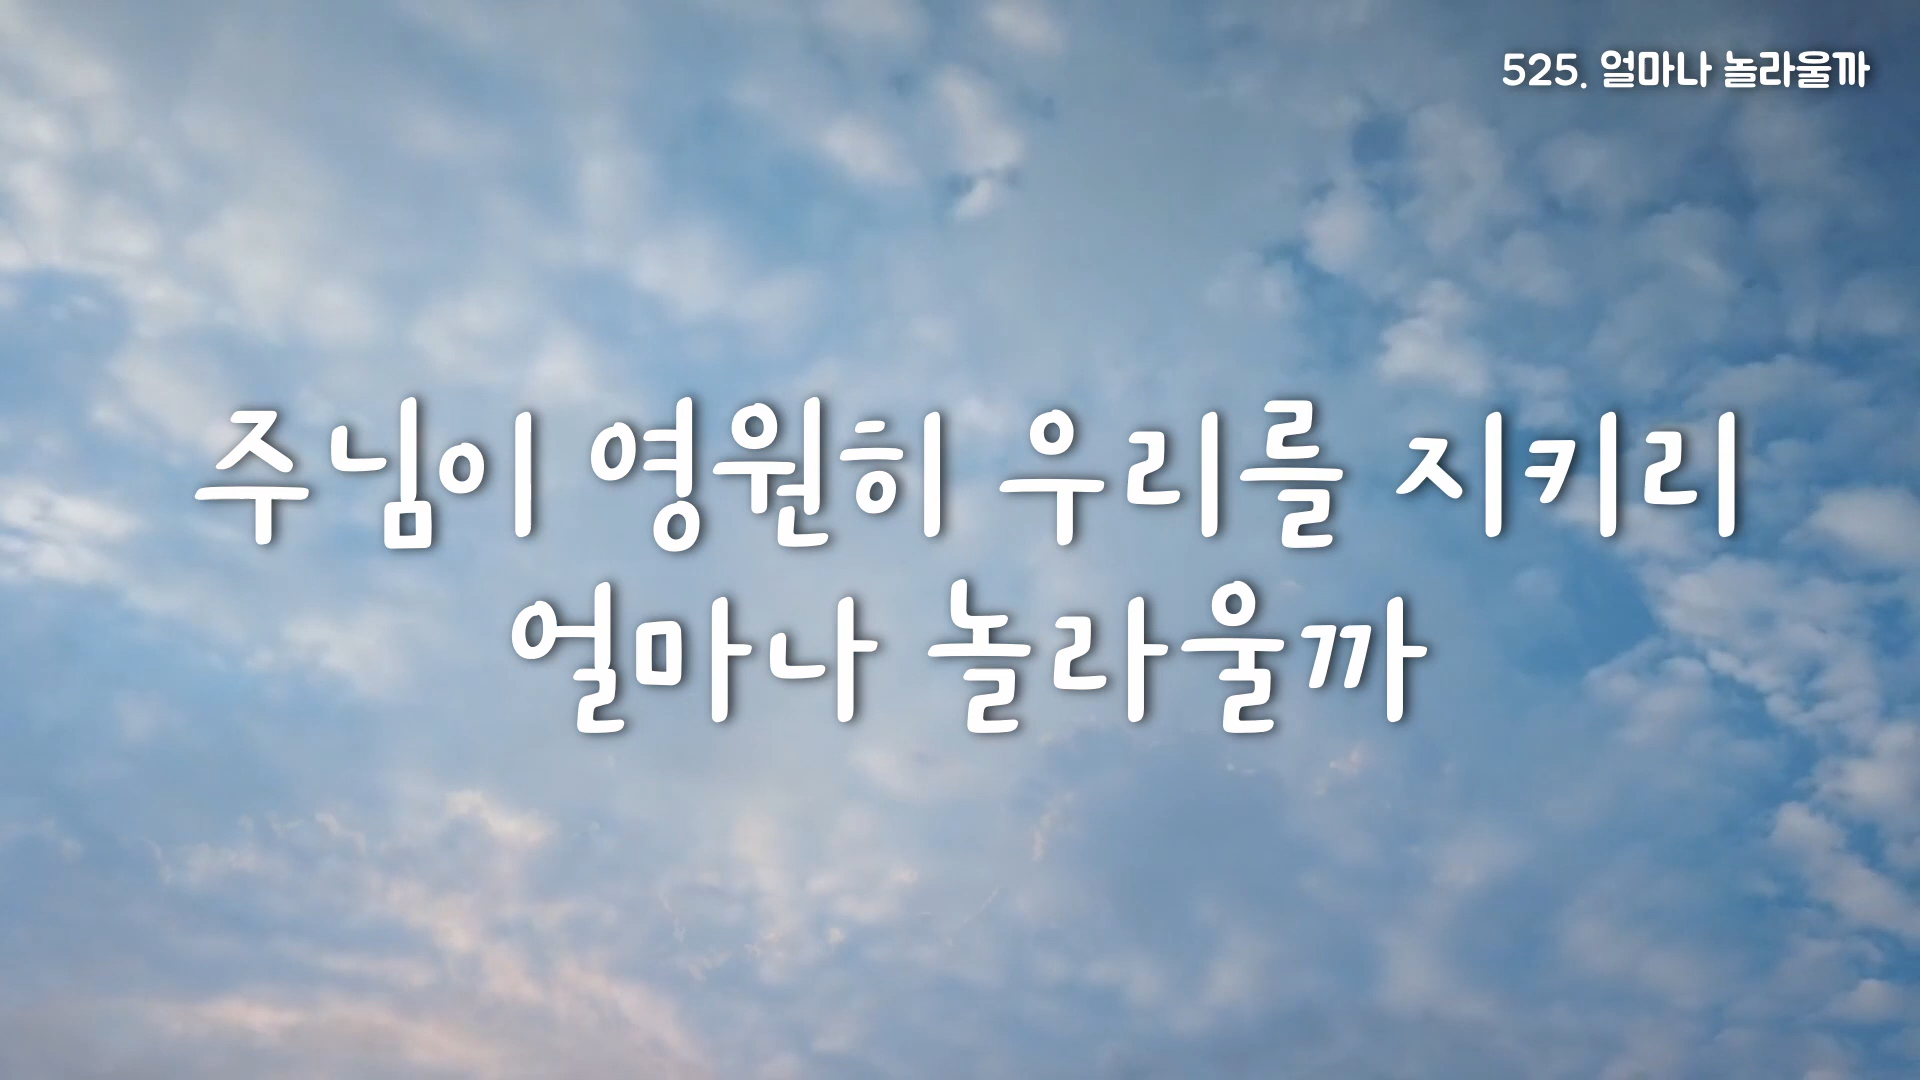 525. 얼마나 놀라울까
주님이 영원히 우리를 지키리
얼마나 놀라울까